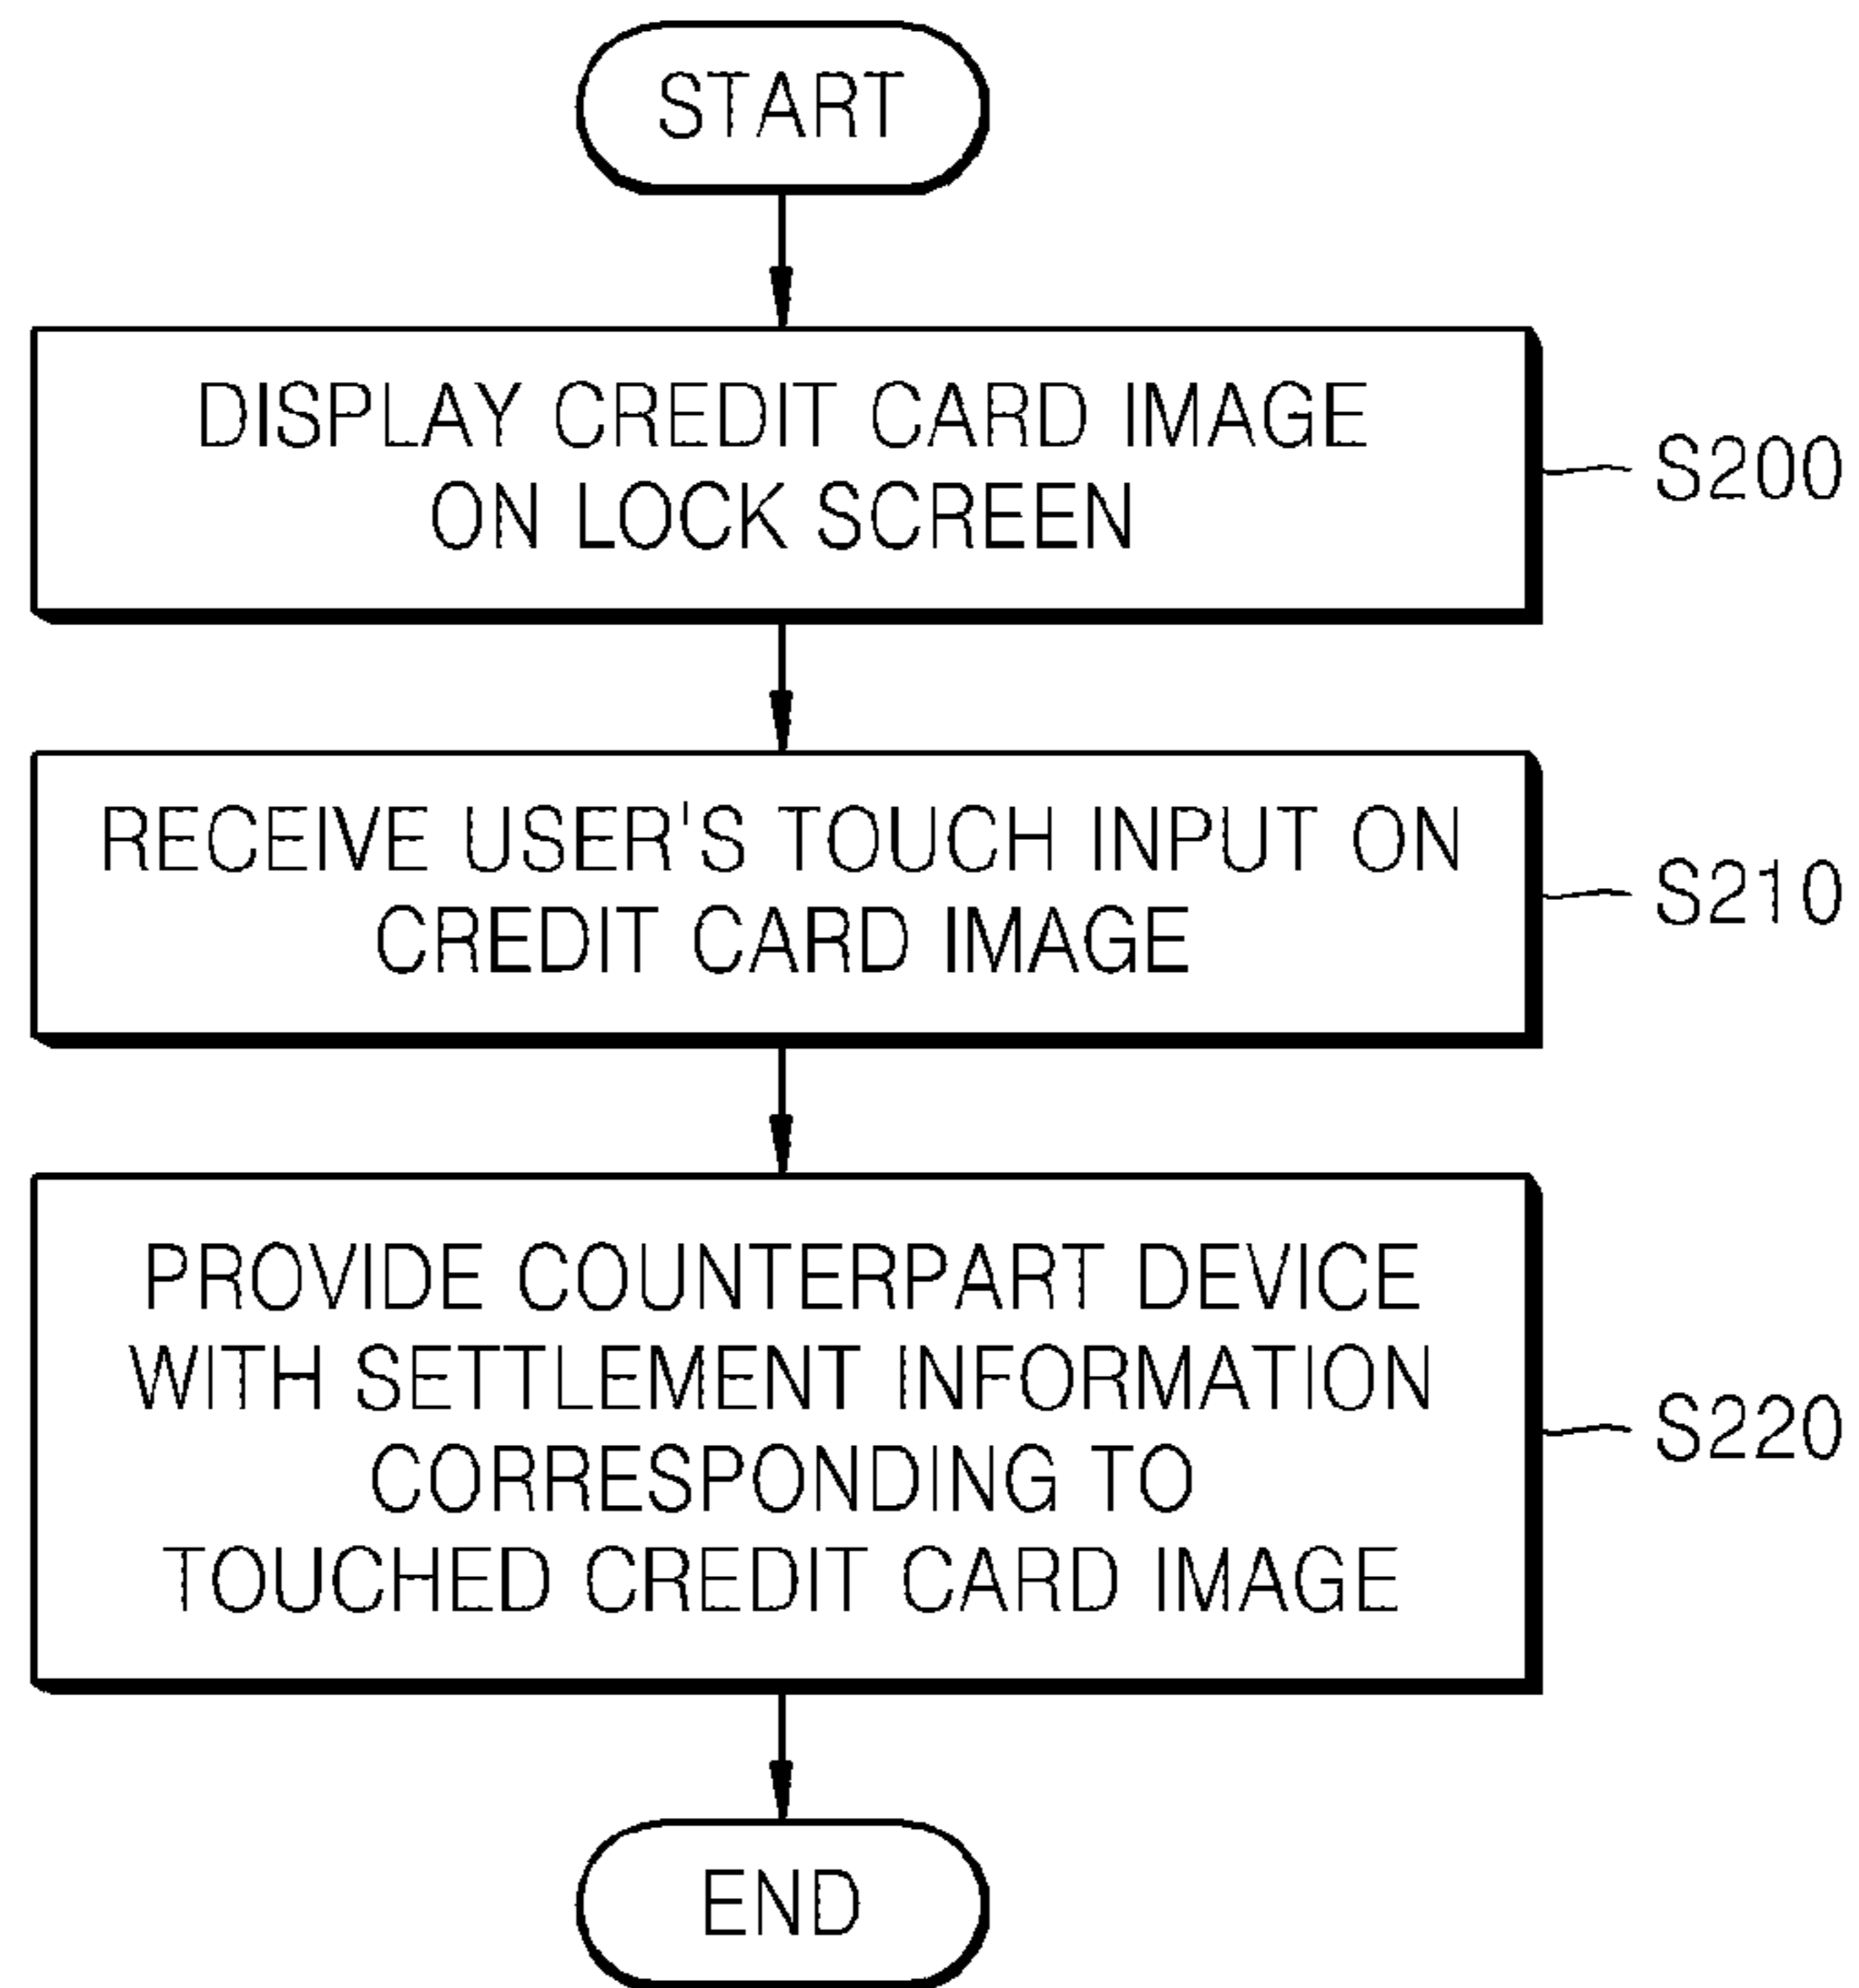 START
DISPLAY CREDIT CARD IMAGE
ON LOCK SCREEN
S200
RECEIVE USER'S TOUCH INPUT ON
CREDIT CARD IMAGE
S210
PROVIDE COUNTERPART DEVICE
WITH SETTLEMENT INFORMATION
CORRESPONDING TO
TOUCHED CREDIT CARD IMAGE
S220
END